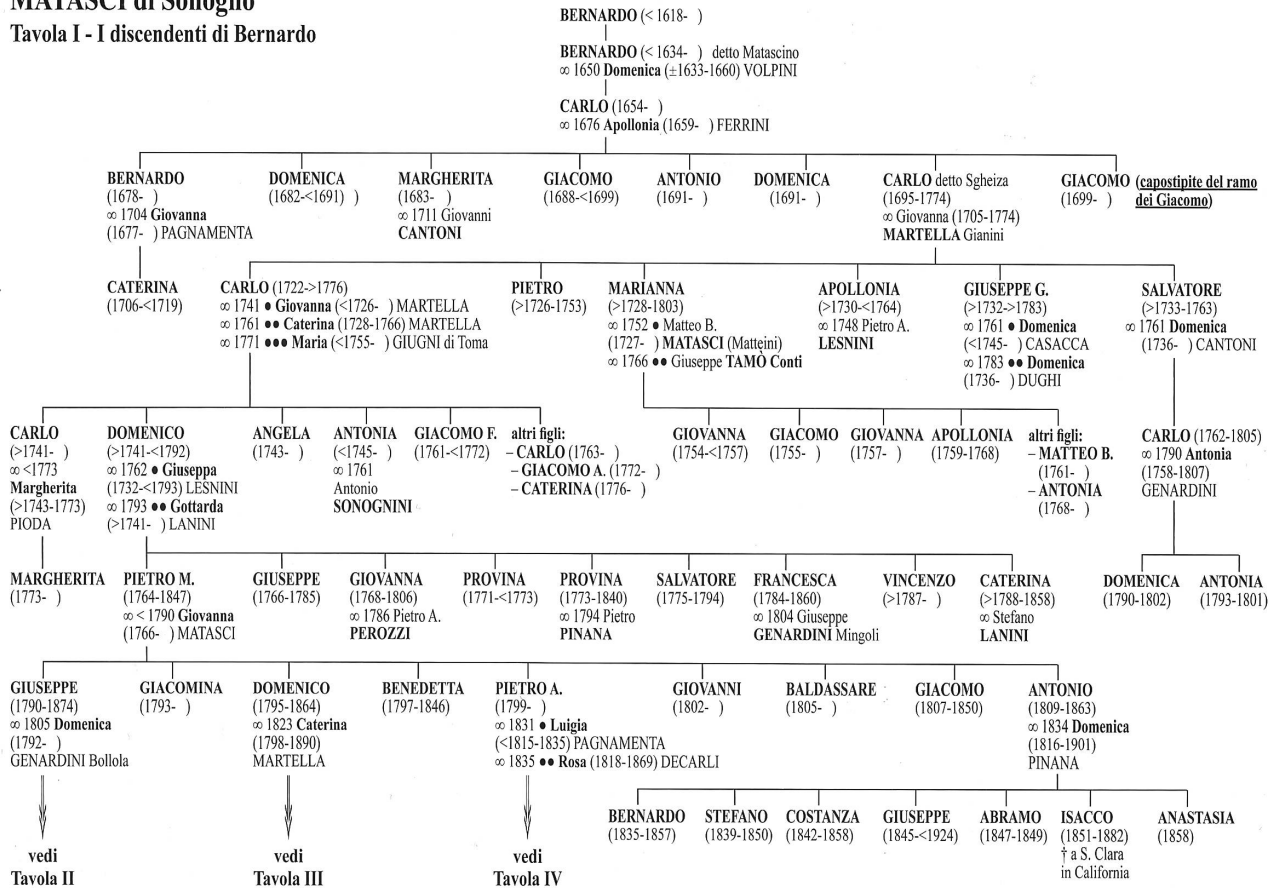 MATASCI di Sonogno
Tavola I - I discendenti di Bernardo
BERNARDO (< 1618- )
BERNARDO (< 1634- ) detto Matascino
∞ 1650 Domenica (±1633-1660) VOLPINI
CARLO (1654- )
∞ 1676 Apollonia (1659- ) FERRINI
BERNARDO
(1678- )
∞ 1704 Giovanna
(1677- ) PAGNAMENTA
DOMENICA
(1682-<1691)
MARGHERITA
(1683- )
∞ 1711 Giovanni
CANTONI
GIACOMO
(1688-<1699)
ANTONIO
(1691- )
DOMENICA
(1691- )
CARLO detto Sgheiza
(1695-1774)
∞ Giovanna (1705-1774)
MARTELLA Gianini
GIACOMO (capostipite del ramo
(1699- ) dei Giacomo)
CATERINA
(1706-<1719)
CARLO (1722->1776)
∞ 1741 • Giovanna (<1726- ) MARTELLA
∞ 1761 •• Caterina (1728-1766) MARTELLA
∞ 1771 ••• Maria (<1755- ) GIUGNI di Toma
PIETRO
(>1726-1753)
MARIANNA
(>1728-1803)
∞ 1752 • Matteo B.
(1727- ) MATASCI (Matteini)
∞ 1766 •• Giuseppe TAMÒ Conti
APOLLONIA
(>1730-<1764)
∞ 1748 Pietro A.
LESNINI
GIUSEPPE G.
(>1732->1783)
∞ 1761 • Domenica
(<1745- ) CASACCA
∞ 1783 •• Domenica
(1736- ) DUGHI
SALVATORE
(>1733-1763)
∞ 1761 Domenica
(1736- ) CANTONI
CARLO
(>1741- )
∞ <1773
Margherita
(>1743-1773)
PIODA
DOMENICO
(>1741-<1792)
∞ 1762 • Giuseppa
(1732-<1793) LESNINI
∞ 1793 •• Gottarda
(>1741- ) LANINI
ANGELA
(1743- )
ANTONIA
(<1745- )
∞ 1761
Antonio
SONOGNINI
GIACOMO F.
(1761-<1772)
altri figli:
– CARLO (1763- )
– GIACOMO A. (1772- )
– CATERINA (1776- )
GIOVANNA
(1754-<1757)
GIACOMO
(1755- )
GIOVANNA
(1757- )
APOLLONIA
(1759-1768)
altri figli:
– MATTEO B.
(1761- )
– ANTONIA
(1768- )
CARLO (1762-1805)
∞ 1790 Antonia
(1758-1807)
GENARDINI
MARGHERITA
(1773- )
PIETRO M.
(1764-1847)
∞ < 1790 Giovanna
(1766- ) MATASCI
GIUSEPPE
(1766-1785)
GIOVANNA
(1768-1806)
∞ 1786 Pietro A.
PEROZZI
PROVINA
(1771-<1773)
PROVINA
(1773-1840)
∞ 1794 Pietro
PINANA
SALVATORE
(1775-1794)
FRANCESCA
(1784-1860)
∞ 1804 Giuseppe
GENARDINI Mingoli
VINCENZO
(>1787- )
CATERINA
(>1788-1858)
∞ Stefano
LANINI
DOMENICA
(1790-1802)
ANTONIA
(1793-1801)
GIUSEPPE
(1790-1874)
∞ 1805 Domenica
(1792- )
GENARDINI Bollola
GIACOMINA
(1793- )
DOMENICO
(1795-1864)
∞ 1823 Caterina
(1798-1890)
MARTELLA
BENEDETTA
(1797-1846)
PIETRO A.
(1799- )
∞ 1831 • Luigia
(<1815-1835) PAGNAMENTA
∞ 1835 •• Rosa (1818-1869) DECARLI
GIOVANNI
(1802- )
BALDASSARE
(1805- )
GIACOMO
(1807-1850)
ANTONIO
(1809-1863)
∞ 1834 Domenica
(1816-1901)
PINANA
BERNARDO
(1835-1857)
STEFANO
(1839-1850)
COSTANZA
(1842-1858)
GIUSEPPE
(1845-<1924)
ABRAMO
(1847-1849)
ISACCO
(1851-1882)
† a S. Clara
in California
ANASTASIA
(1858)
vedi
Tavola II
vedi
Tavola III
vedi
Tavola IV